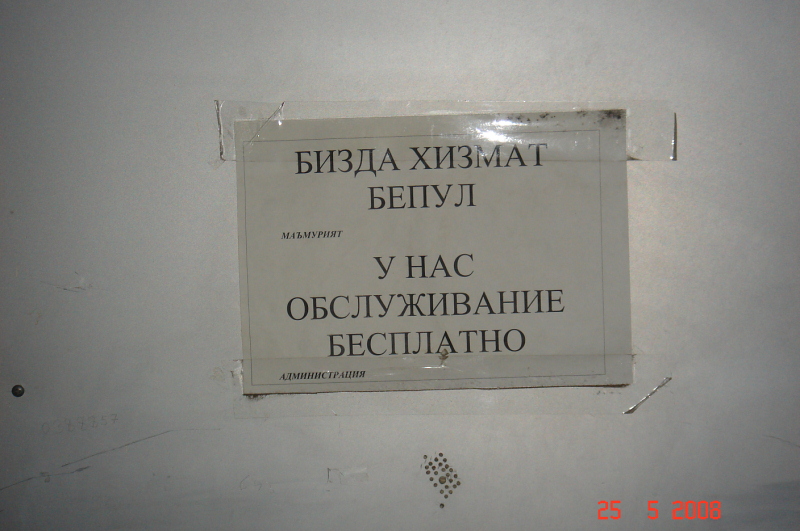 БИЗДА ХИЗМАТ
БЕПУЛ
МАЪМУРИЯТ
У НАС
ОБСЛУЖИВАНИЕ
БЕСПЛАТНО
АДМИНИСТРАЦИЯ
25 5 2008